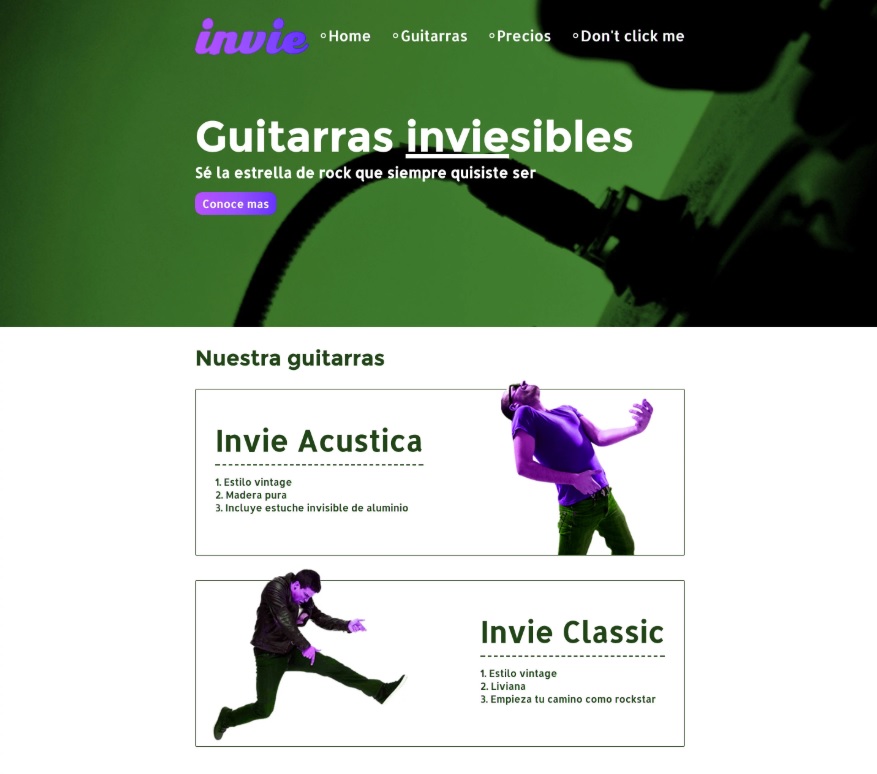 invie
Home
Guitarras
Precios
Don't click me
Guitarras inviesibles
Sé la estrella de rock que siempre quisiste ser
Conoce mas
Nuestra guitarras
Invie Acustica
1. Estilo vintage
2. Madera pura
3. Incluye estuche invisible de aluminio
Invie Classic
1. Estilo vintage
2. Liviana
3. Empieza tu camino como rockstar